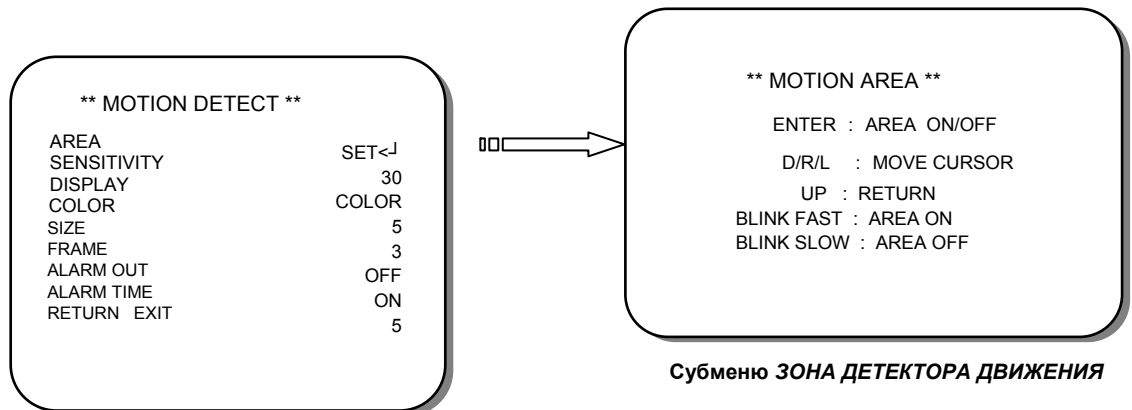 ** MOTION DETECT **
AREA
SENSITIVITY
DISPLAY
COLOR
SIZE
FRAME
ALARM OUT
ALARM TIME
RETURN EXIT
SET<┘
30
COLOR
5
3
OFF
ON
5
** MOTION AREA **
ENTER : AREA ON/OFF
D/R/L : MOVE CURSOR
UP : RETURN
BLINK FAST : AREA ON
BLINK SLOW : AREA OFF
Субменю ЗОНА ДЕТЕКТОРА ДВИЖЕНИЯ